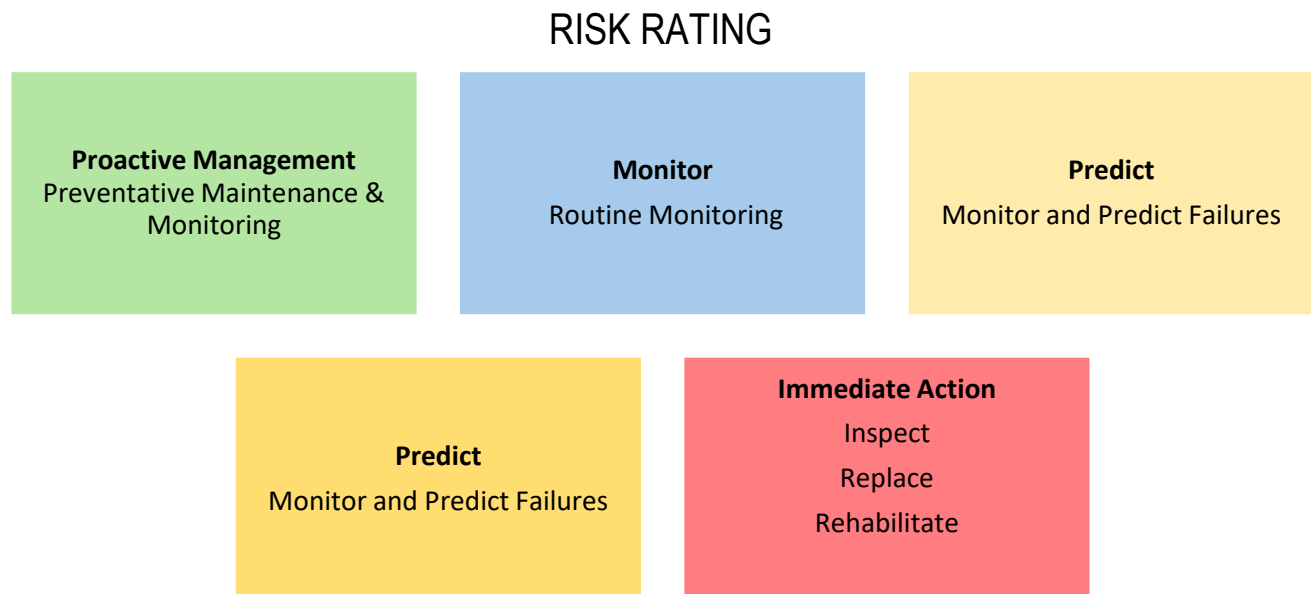 RISK RATING
Proactive Management
Preventative Maintenance &
Monitoring
Monitor
Routine Monitoring
Predict
Monitor and Predict Failures
Predict
Monitor and Predict Failures
Immediate Action
Inspect
Replace
Rehabilitate